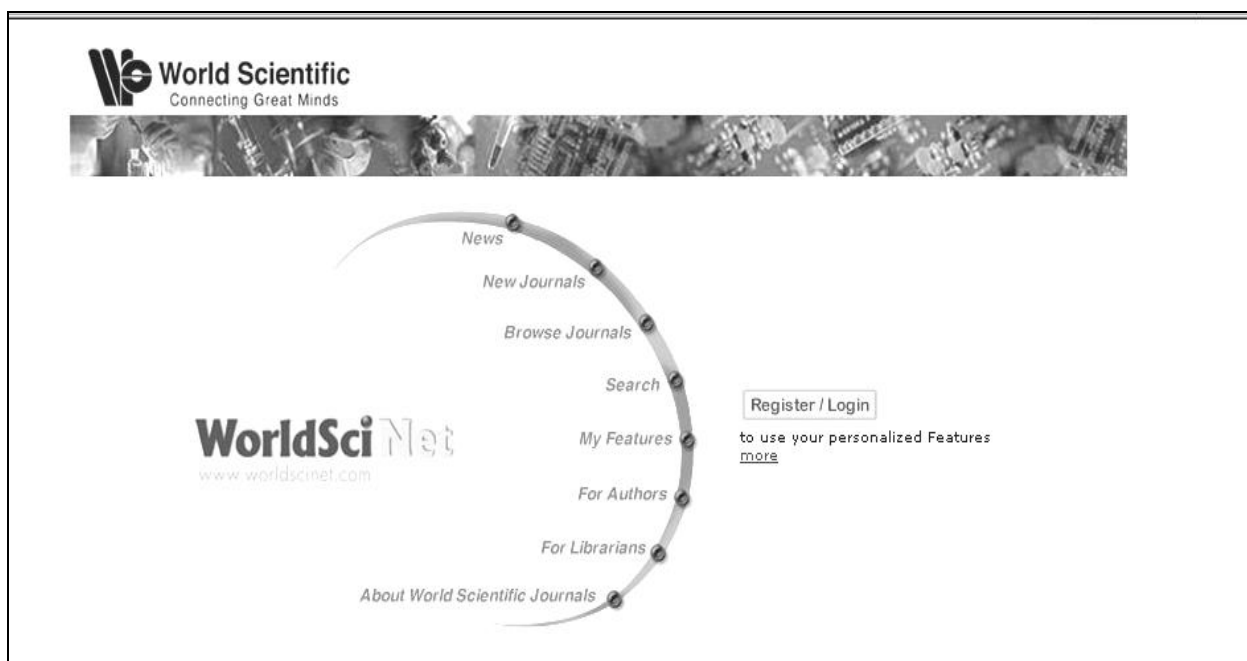 World Scientific
Connecting Great Minds
News
New Journals
Browse Journals
Search
Register / Login
WorldSciNet
My Features
to use your personalized Features
more
www.worldscinet.com
For Authors
For Librarians
About World Scientific Journals